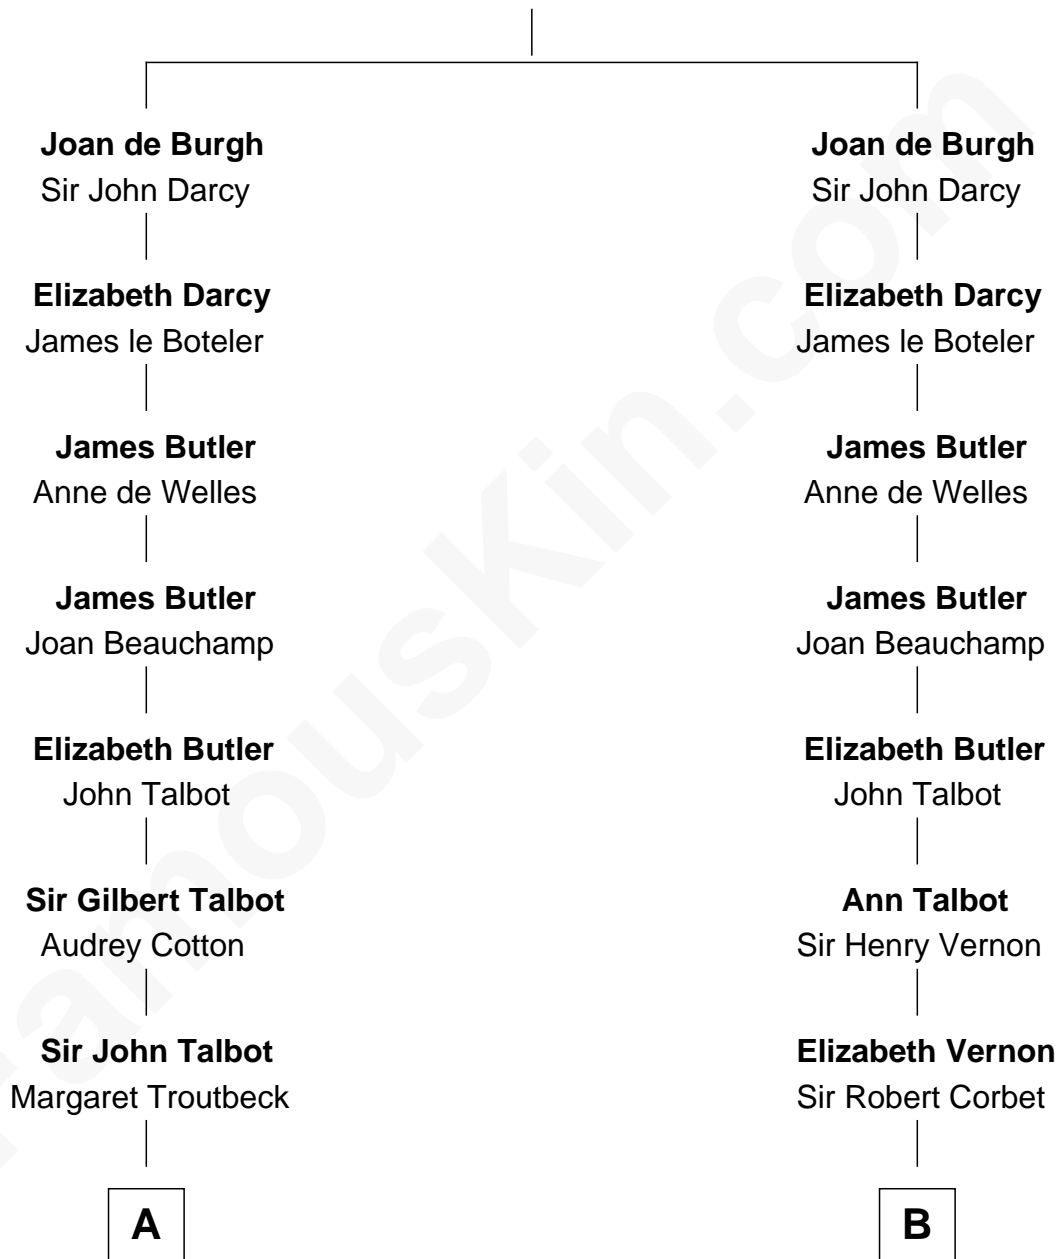 Joan de Burgh
Sir John Darcy
Elizabeth Darcy
James le Boteler
James Butler
Anne de Welles
James Butler
Joan Beauchamp
Elizabeth Butler
John Talbot
Sir Gilbert Talbot
Audrey Cotton
Sir John Talbot
Margaret Troutbeck
A
Joan de Burgh
Sir John Darcy
Elizabeth Darcy
James le Boteler
James Butler
Anne de Welles
James Butler
Joan Beauchamp
Elizabeth Butler
John Talbot
Ann Talbot
Sir Henry Vernon
Elizabeth Vernon
Sir Robert Corbet
B
FamousKin.com